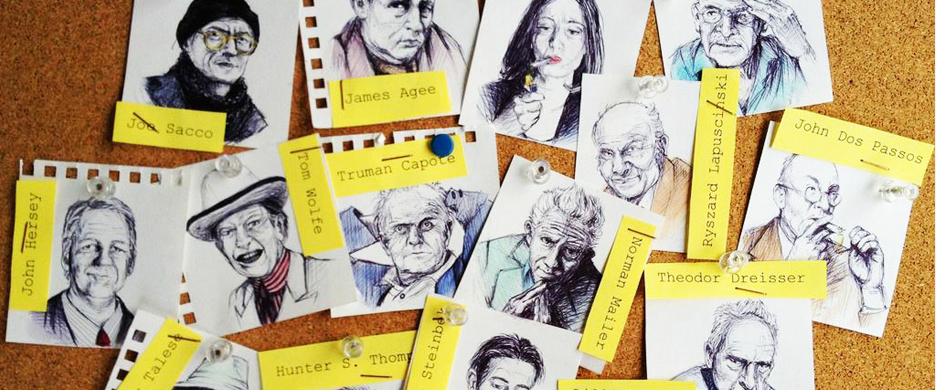 Joe Sacco
James Agee
Ryszard Lapuscinski
John Dos Passos
John Hersey
Tom Wolfe
Truman Capote
Norman Mailer
Theodor Dreisser
Talese
Hunter S. Thomp
Steinbe